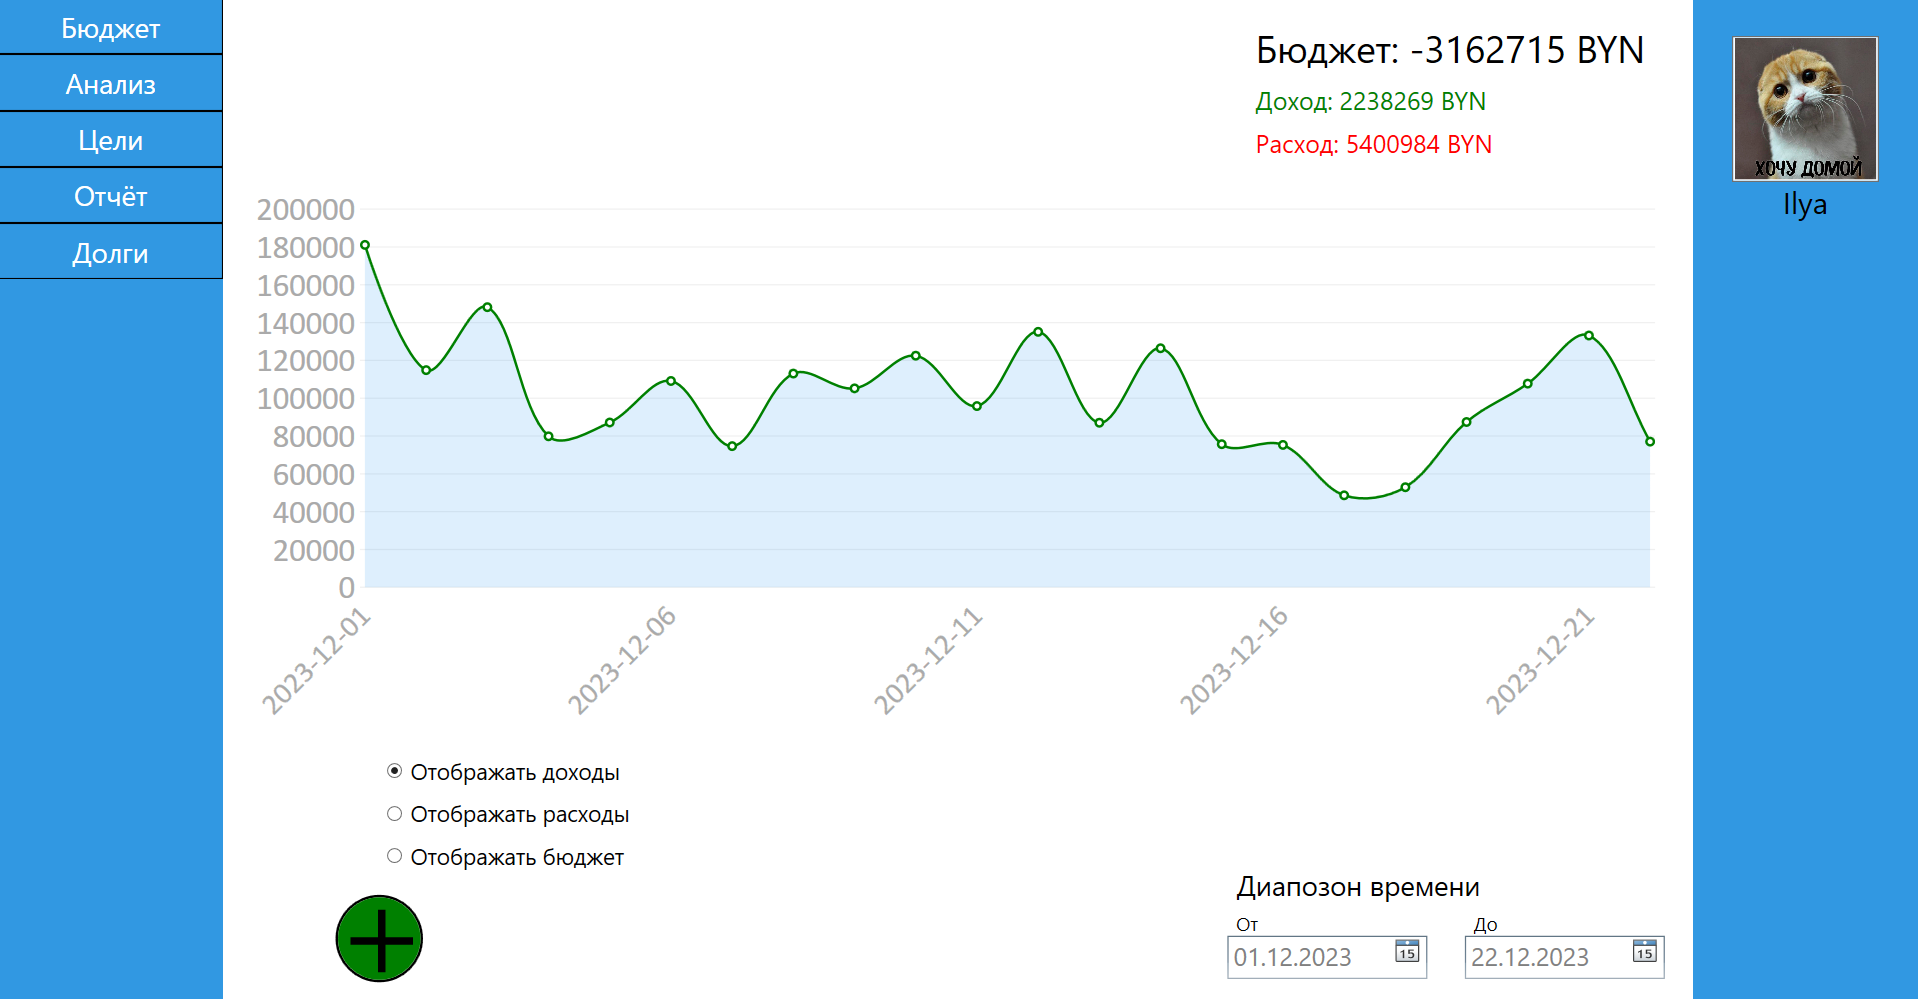 Бюджет
Анализ
Цели
Отчёт
Долги
Бюджет: -3162715 BYN
Доход: 2238269 BYN
Расход: 5400984 BYN
ХОЧУ ДОМОЙ
Ilya
200000
180000
160000
140000
120000
100000
80000
60000
40000
20000
0
2023-12-01
2023-12-06
2023-12-11
2023-12-16
2023-12-21
Отображать доходы
Отображать расходы
Отображать бюджет
Диапозон времени
От
До
01.12.2023
15
22.12.2023
15